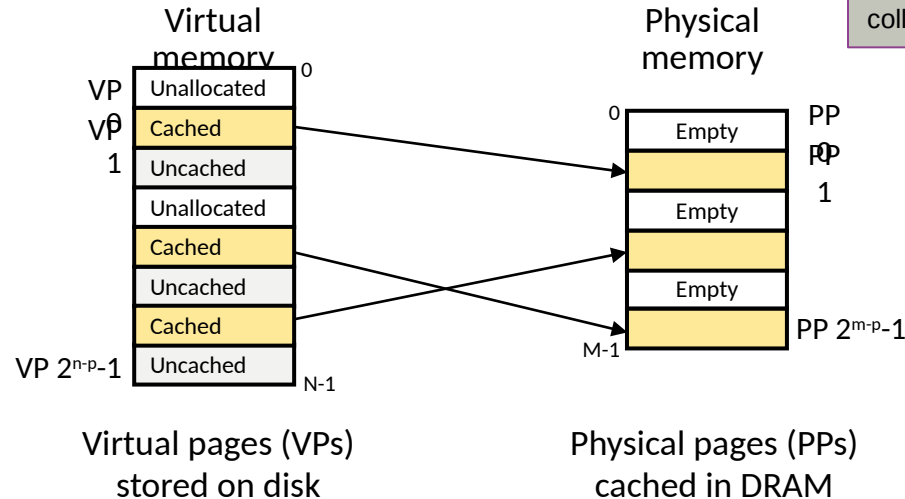 Virtual
memory
Physical
memory
coll
0
VP
0
Unallocated
VP
1
Cached
Uncached
Unallocated
Cached
Uncached
Cached
VP 2ⁿ⁻ᵖ-1
Uncached
N-1
0
Empty
PP
0
PP
1
Empty
Empty
PP 2ᵐ⁻ᵖ-1
M-1
Virtual pages (VPs)
stored on disk
Physical pages (PPs)
cached in DRAM